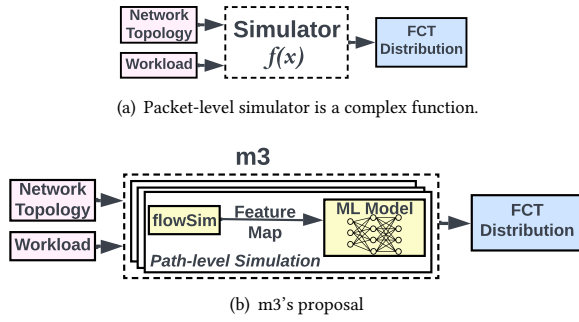 Network
Topology
Workload
Simulator
f(x)
FCT
Distribution
(a) Packet-level simulator is a complex function.
m3
Network
Topology
Workload
flowSim
Feature
Map
ML Model
Path-level Simulation
FCT
Distribution
(b) m3's proposal